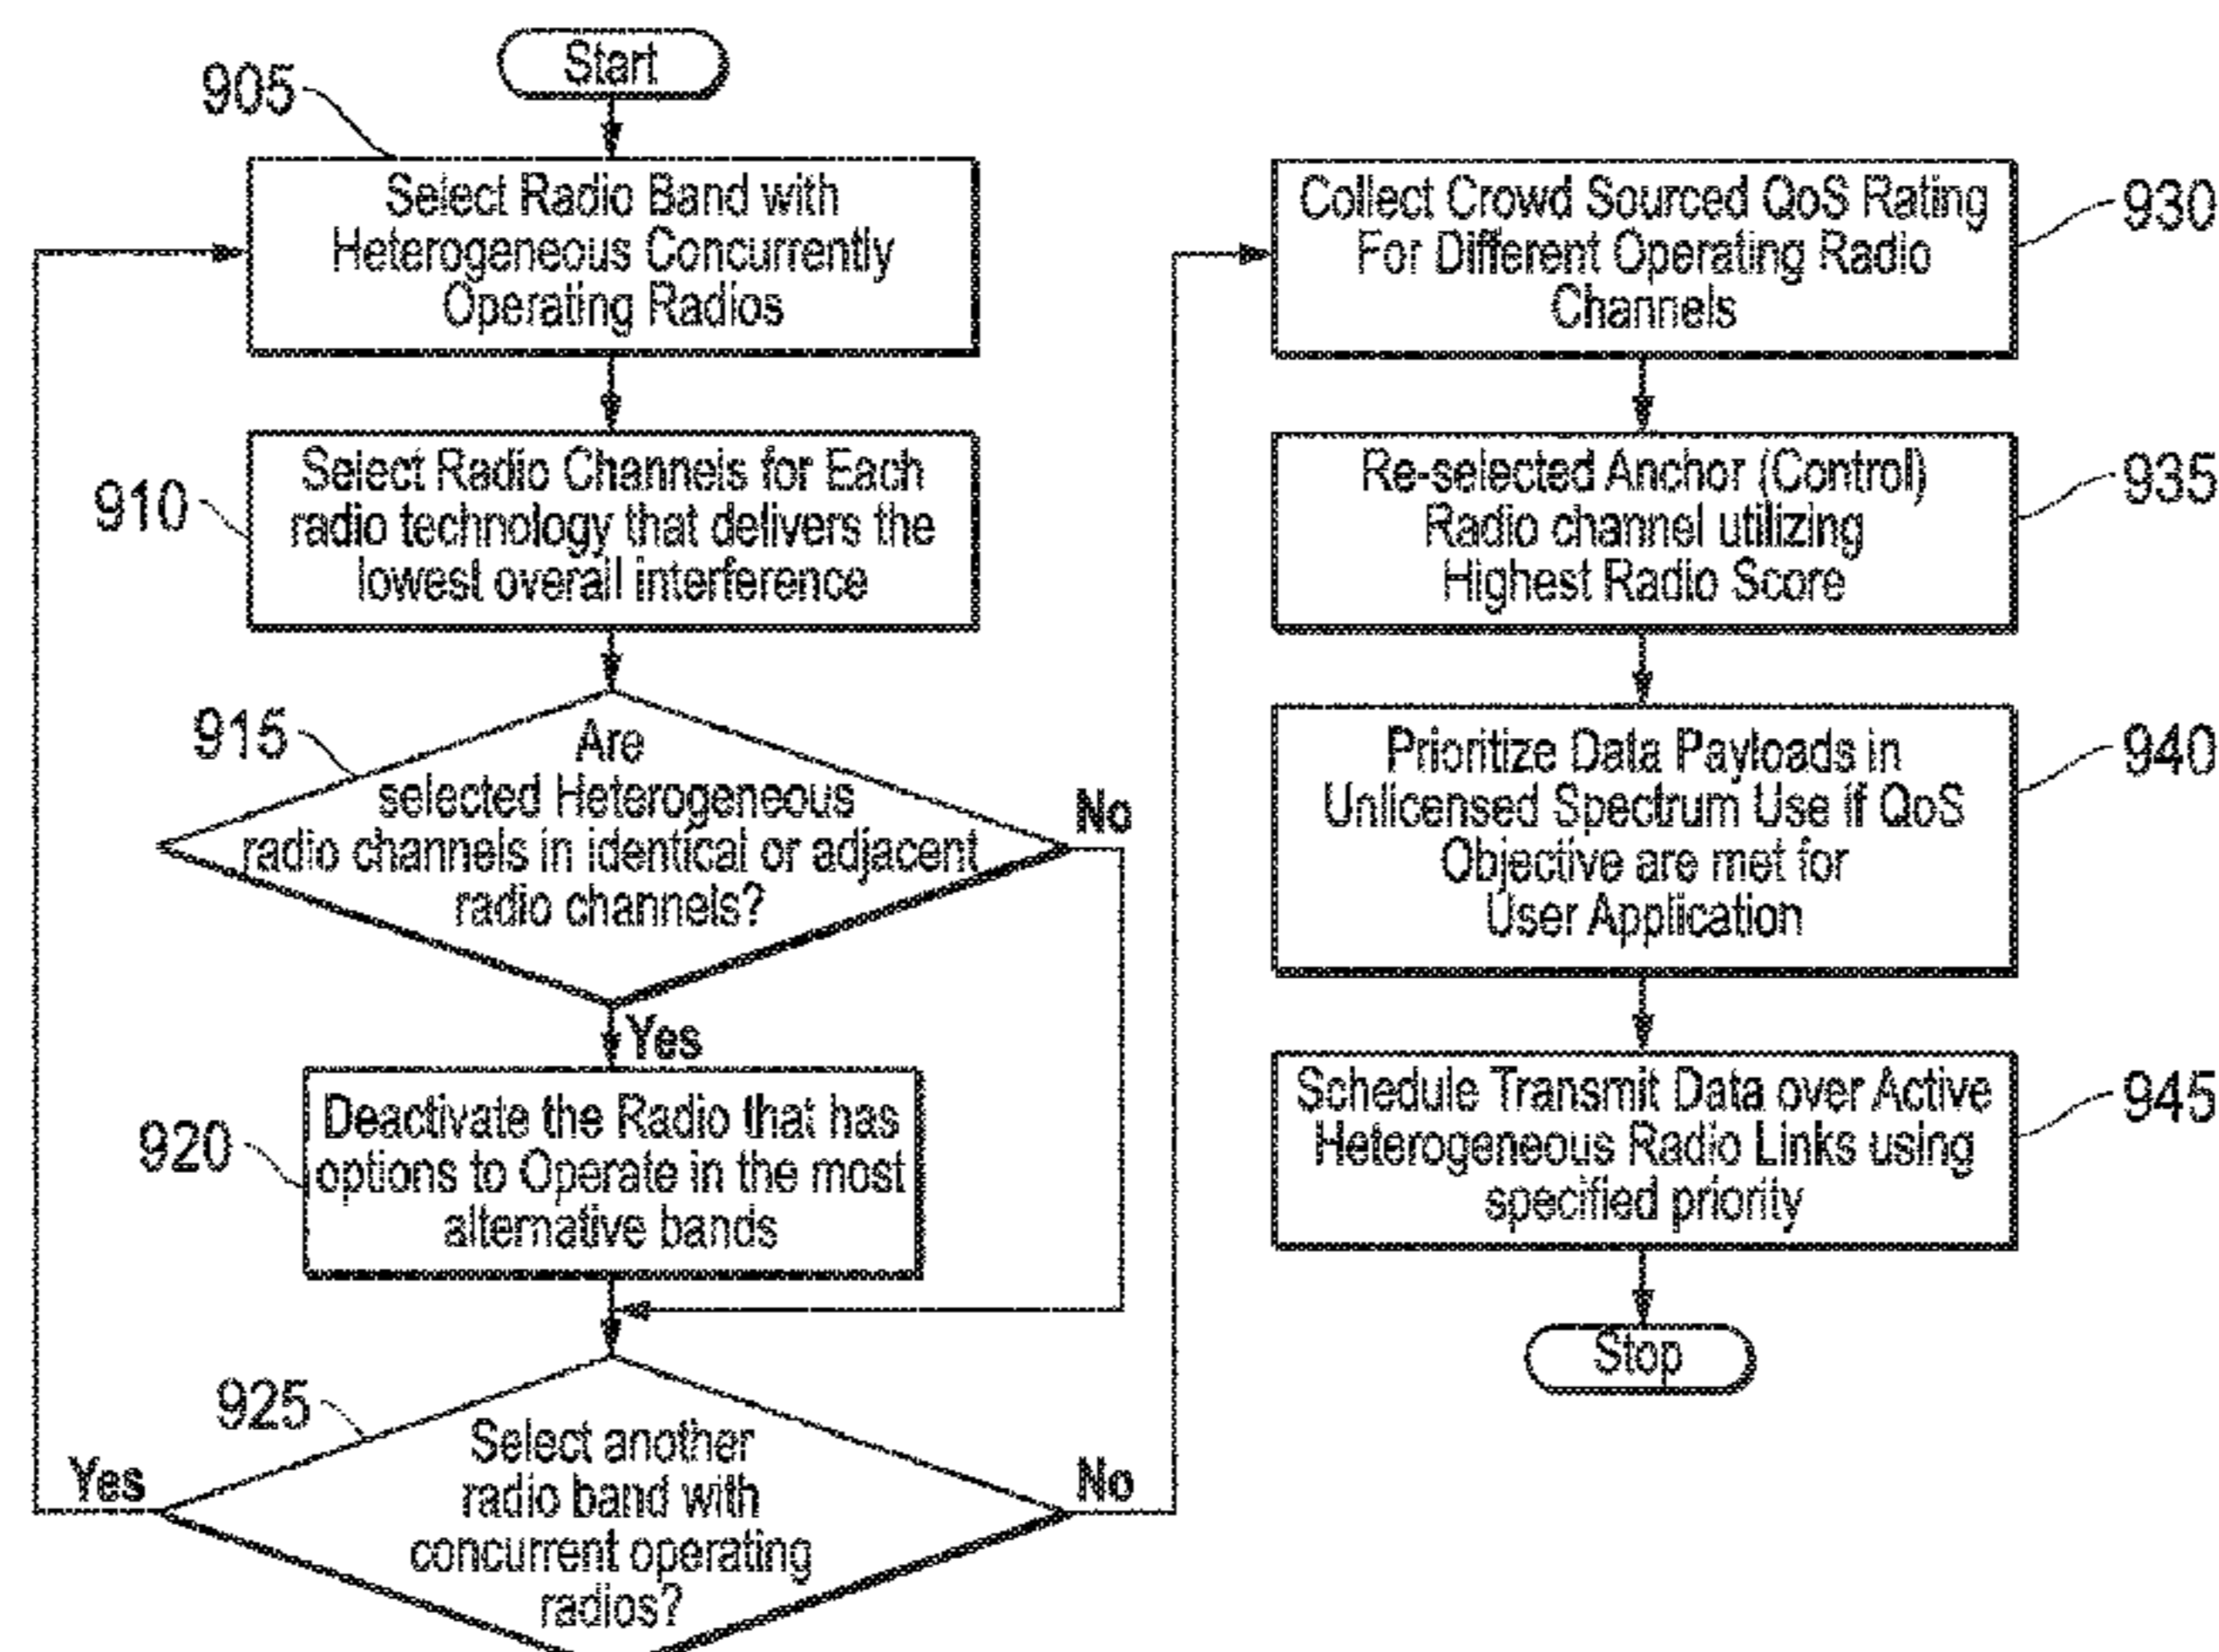 Start
905
Select Radio Band with
Heterogeneous Concurrently
Operating Radios
910
Select Radio Channels for Each
radio technology that delivers the
lowest overall interference
915
Are
selected Heterogeneous
radio channels in identical or adjacent
radio channels?
No
Yes
920
Deactivate the Radio that has
options to Operate in the most
alternative bands
925
Select another
radio band with
concurrent operating
radios?
Yes
No
Collect Crowd Sourced QoS Rating
For Different Operating Radio
Channels
930
Re-selected Anchor (Control)
Radio channel utilizing
Highest Radio Score
935
Prioritize Data Payloads in
Unlicensed Spectrum Use if QoS
Objective are met for
User Application
940
Schedule Transmit Data over Active
Heterogeneous Radio Links using
specified priority
945
Stop